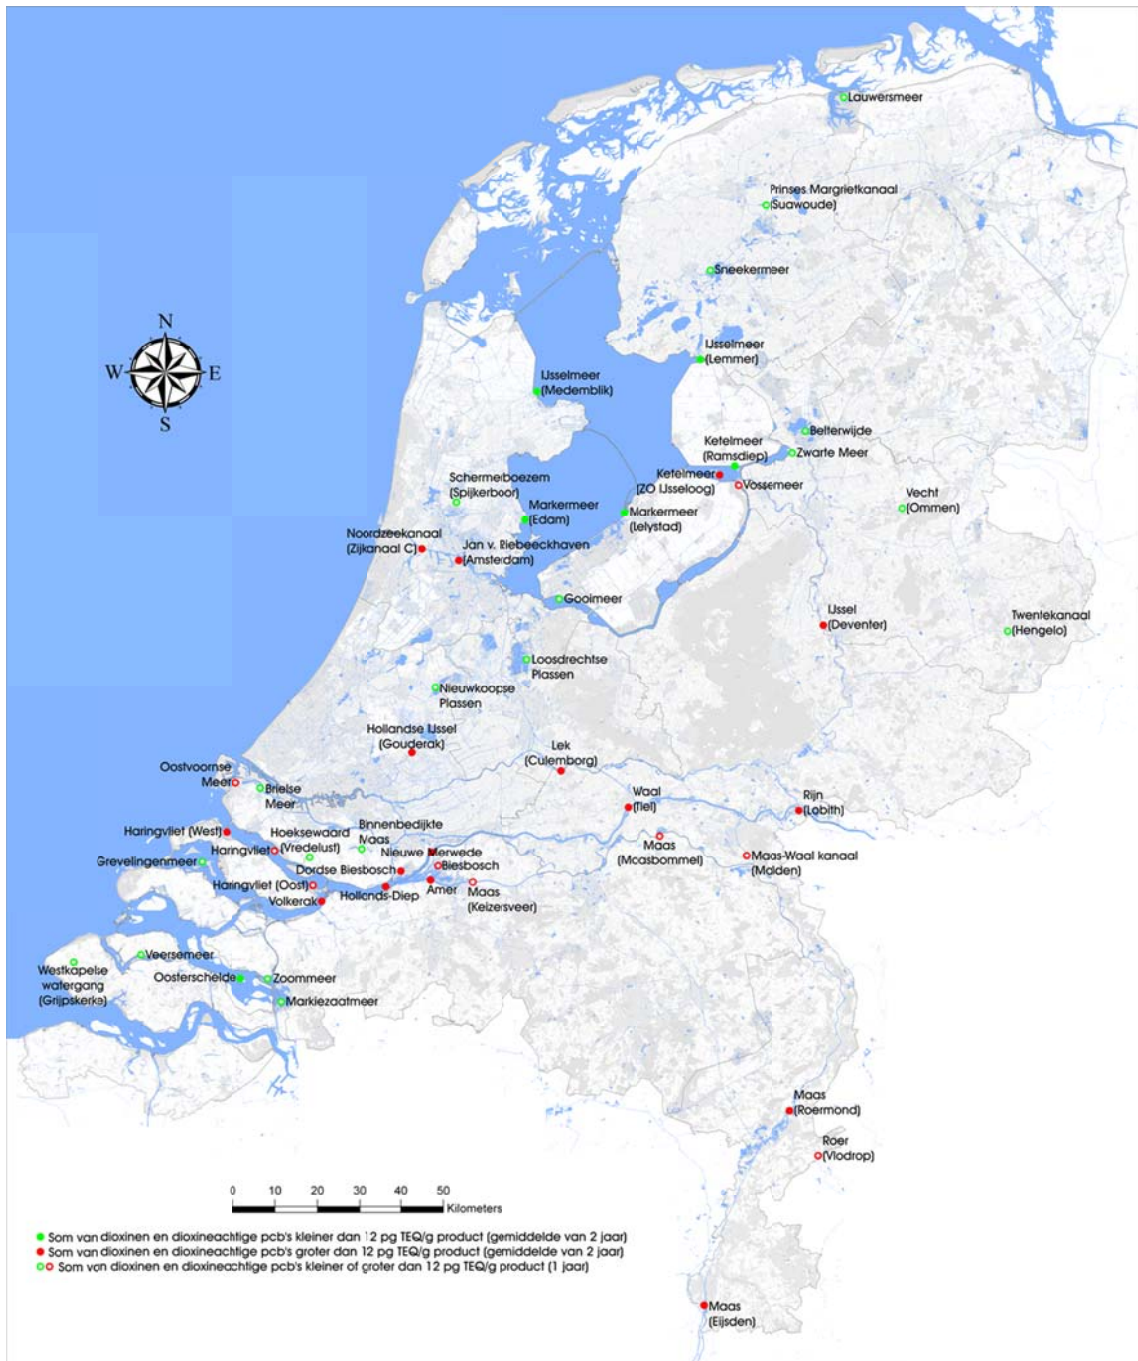 Lauwersmeer
Prinses Margrietkanaal
(Suawoude)
Sneekermeer
N
W
E
S
IJsselmeer
(Lemmer)
IJsselmeer
(Medemblik)
Belterwijde
Ketelmeer
(Ramsdiep)
Zwarte Meer
Ketelmeer
(ZO IJsseloog)
Vossemeer
Schermerboezem
(Spijkerboor)
Vecht
(Ommen)
Markermeer
(Edam)
Markermeer
(Lelystad)
Noordzeekanaal
(Zijkanaal C)
Jan v. Riebeeckhaven
(Amsterdam)
Gooimeer
IJssel
(Deventer)
Twentekanaal
(Hengelo)
Loosdrechtse
Plassen
Nieuwkoopse
Plassen
Hollandse IJssel
(Gouderak)
Lek
(Culemborg)
Oostvoornse
Meer
Brielse
Meer
Waal
(Tiel)
Rijn
(Lobith)
Haringvliet (West)
Hoeksewaard
(Vredelust)
Binnenbedijkte
Maas
Haringvliet
Nieuwe Merwede
Maas
(Maasbommel)
Maas-Waal kanaal
(Malden)
Grevelingenmeer
Dordse Biesbosch
Biesbosch
Haringvliet (Oost)
Hollands-Diep
Amer
Maas
(Keizersveer)
Volkerak
Veersemeer
Westkapelse
watergang
(Grijpskerke)
Oosterschelde
Zoommeer
Markiezaatmeer
Maas
(Roermond)
Roer
(Vlodrop)
0 10 20 30 40 50
Kilometers
Som van dioxinen en dioxineachtige pcb's kleiner dan 12 pg TEQ/g product (gemiddelde van 2 jaar)
Som van dioxinen en dioxineachtige pcb's groter dan 12 pg TEQ/g product (gemiddelde van 2 jaar)
Som van dioxinen en dioxineachtige pcb's kleiner of groter dan 12 pg TEQ/g product (1 jaar)
Maas
(Eijsden)